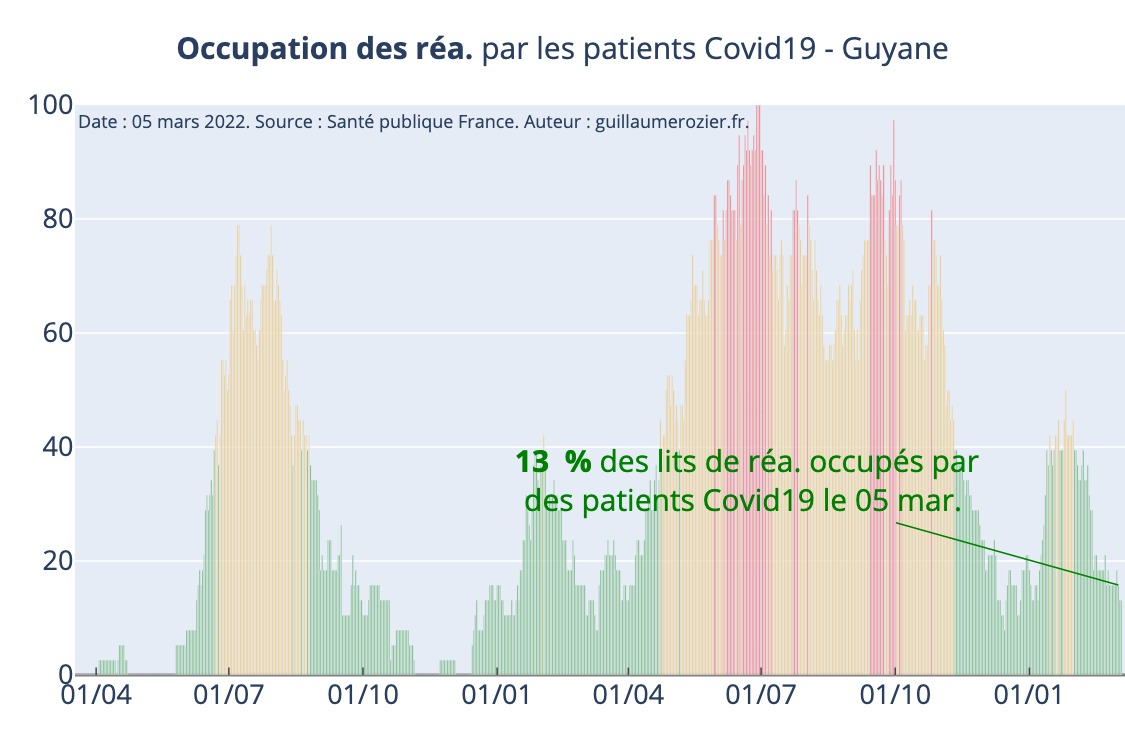 Occupation des réa. par les patients Covid19 - Guyane
100
Date : 05 mars 2022. Source : Santé publique France. Auteur : guillaumerozier.fr.
80
60
40
13 % des lits de réa. occupés par
des patients Covid19 le 05 mar.
20
0
01/04 01/07 01/10 01/01 01/04 01/07 01/10 01/01